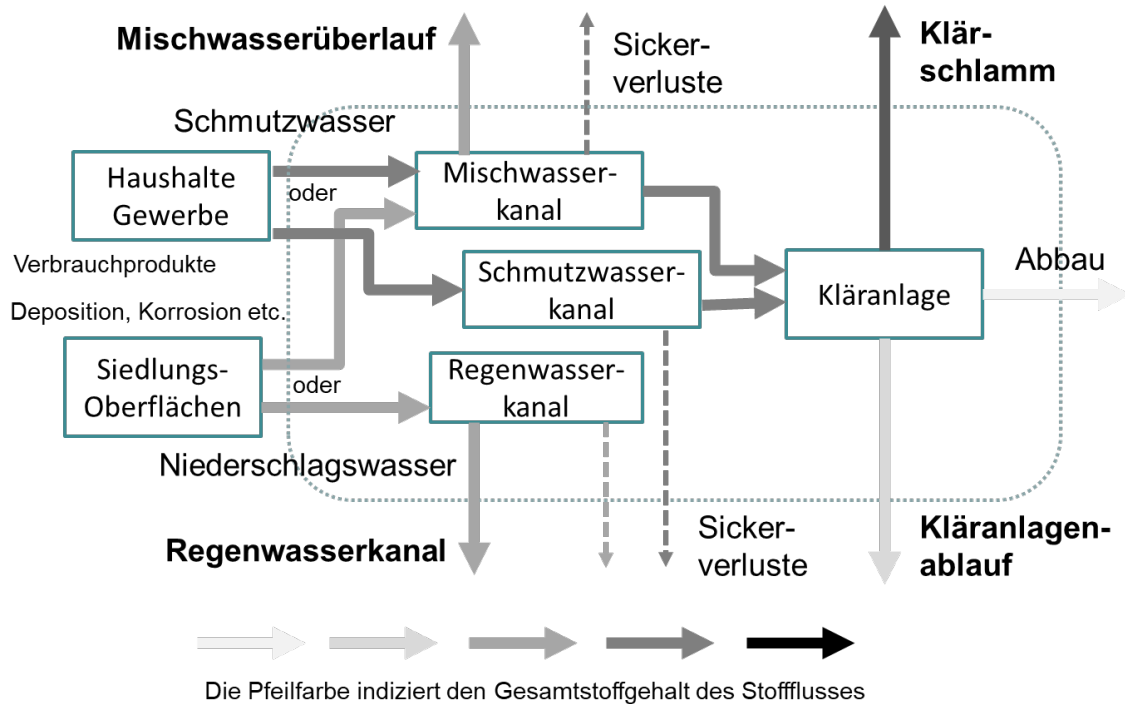 Mischwasserüberlauf
Sicker-
verluste
Klär-
schlamm
Schmutzwasser
Haushalte
Gewerbe
oder
Mischwasser-
kanal
Verbrauchprodukte
Schmutzwasser-
kanal
Kläranlage
Abbau
Deposition, Korrosion etc.
Siedlungs-
Oberflächen
oder
Regenwasser-
kanal
Niederschlagswasser
Regenwasserkanal
Sicker-
verluste
Kläranlagen-
ablauf
Die Pfeilfarbe indiziert den Gesamtstoffgehalt des Stoffflusses